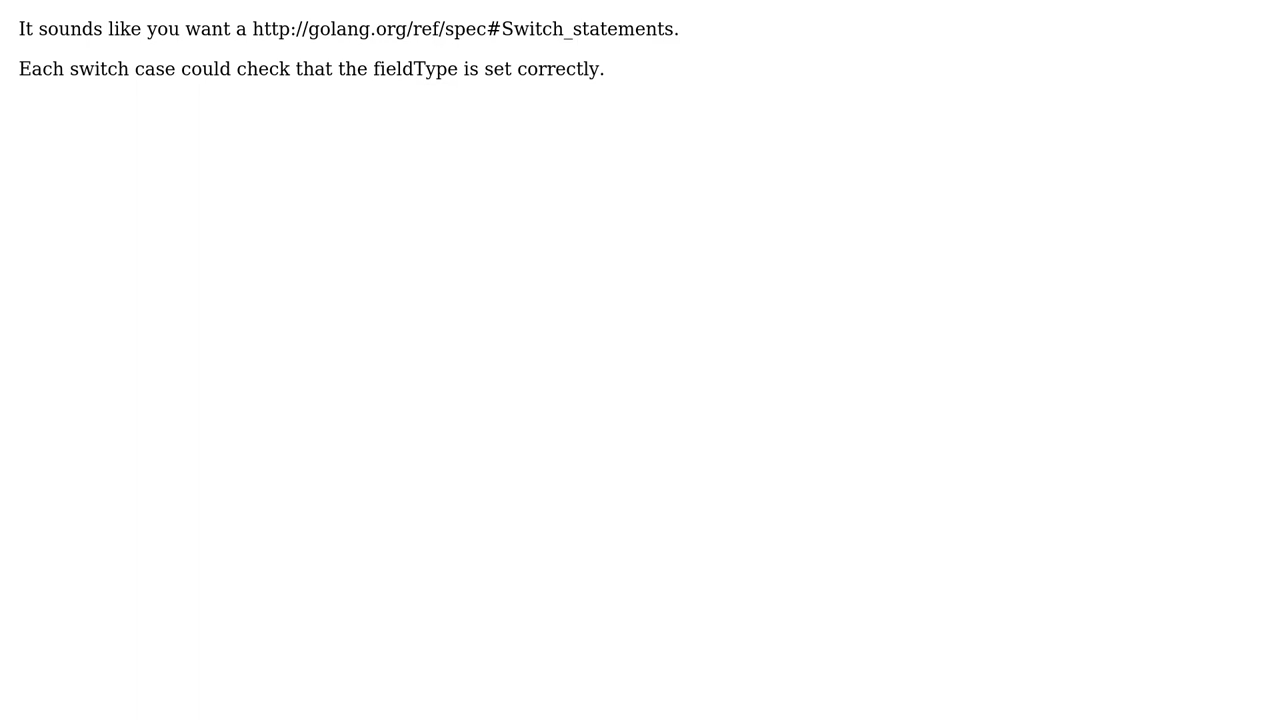 It sounds like you want a http://golang.org/ref/spec#Switch_statements.
Each switch case could check that the fieldType is set correctly.